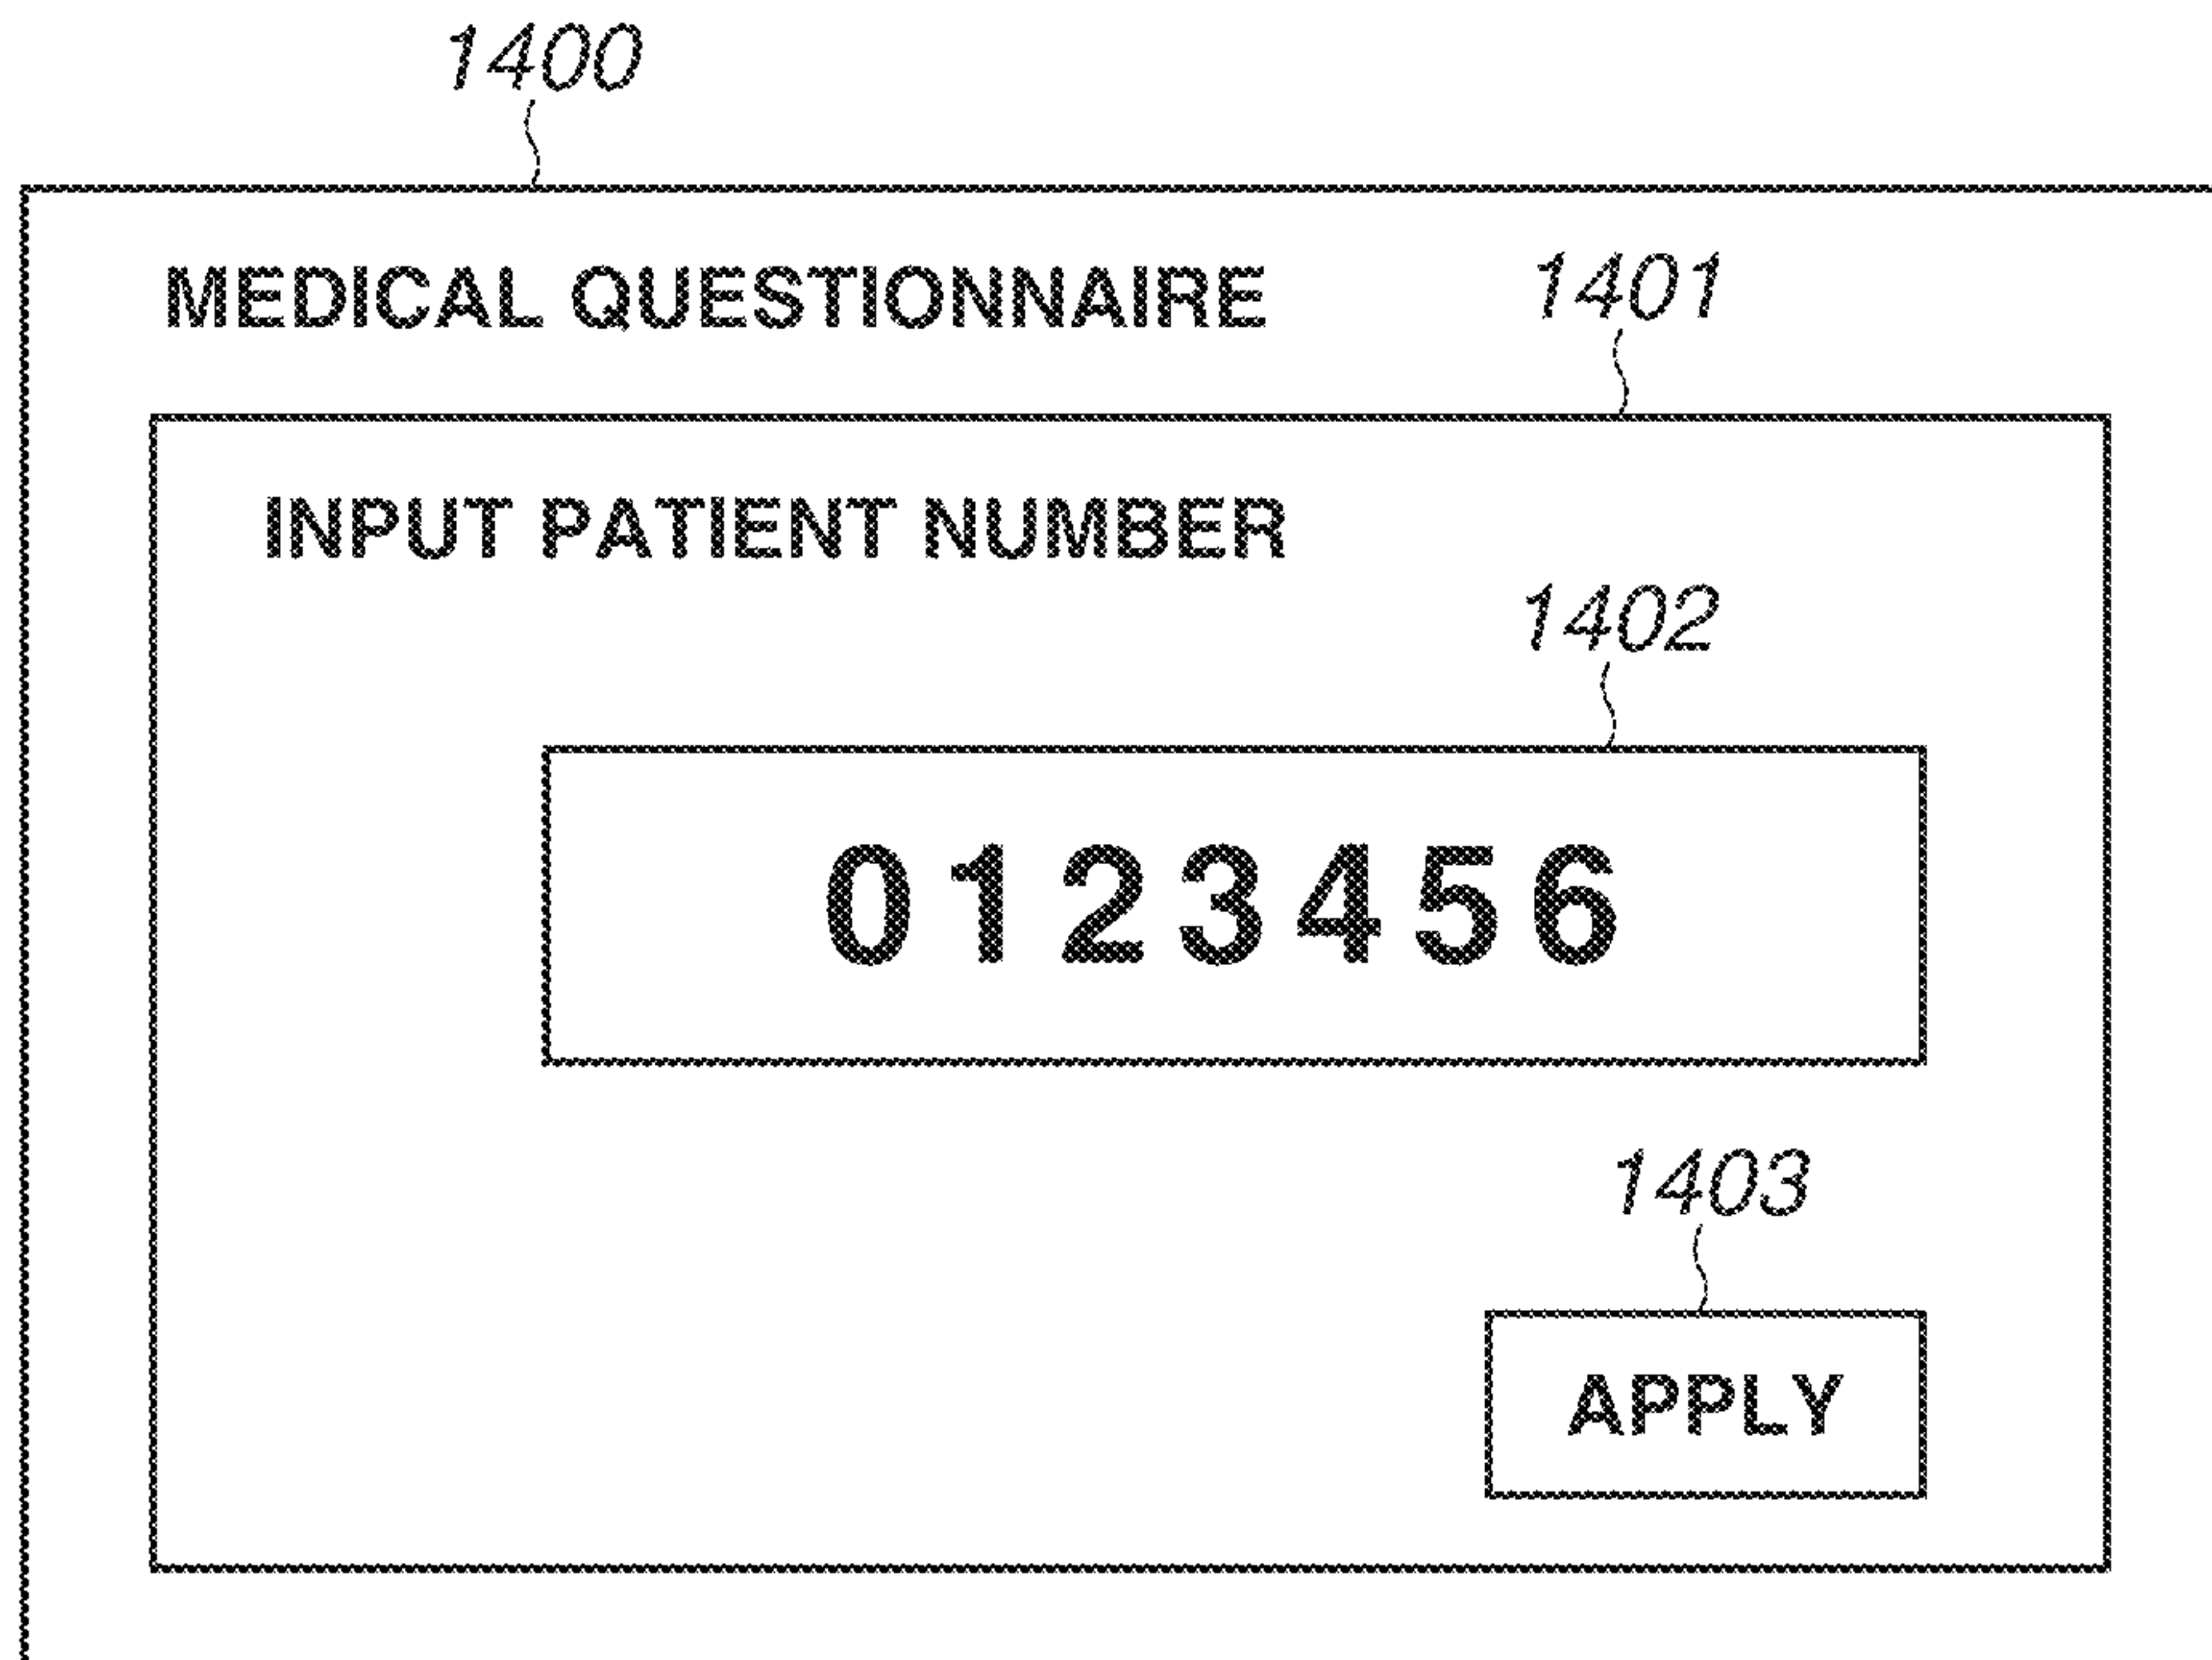 1400
MEDICAL QUESTIONNAIRE
1401
INPUT PATIENT NUMBER
1402
0123456
1403
APPLY